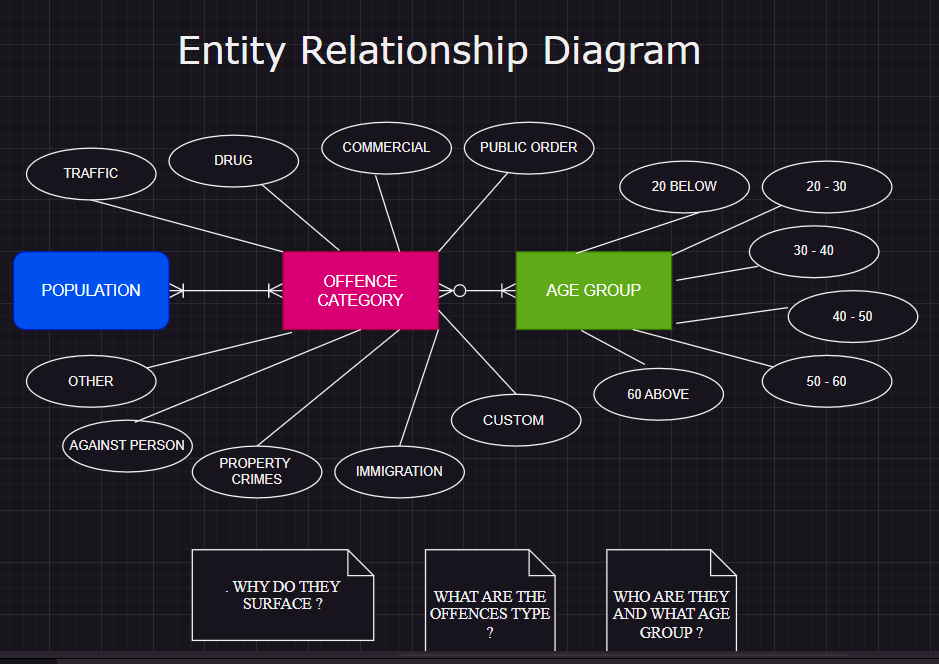 Entity Relationship Diagram
TRAFFIC
DRUG
COMMERCIAL
PUBLIC ORDER
20 BELOW
20 - 30
30 - 40
POPULATION
OFFENCE
CATEGORY
AGE GROUP
40 - 50
OTHER
60 ABOVE
50 - 60
CUSTOM
AGAINST PERSON
PROPERTY
CRIMES
IMMIGRATION
. WHY DO THEY
SURFACE ?
WHAT ARE THE
OFFENCES TYPE
?
WHO ARE THEY
AND WHAT AGE
GROUP ?